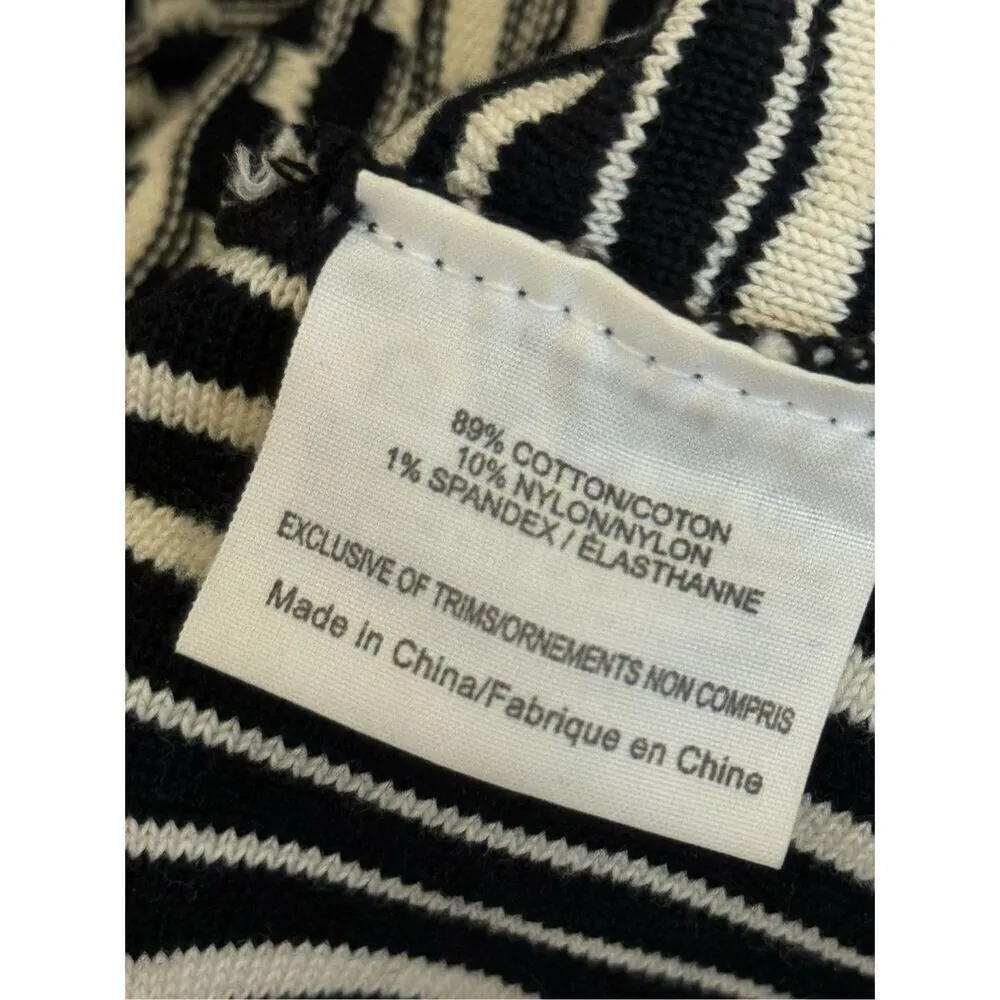 89% COTTON/COTON
10% NYLON/NYLON
1% SPANDEX / ÉLASTHANNE
EXCLUSIVE OF TRIMS/ORNEMENTS NON COMPRIS
Made in China/Fabrique en Chine